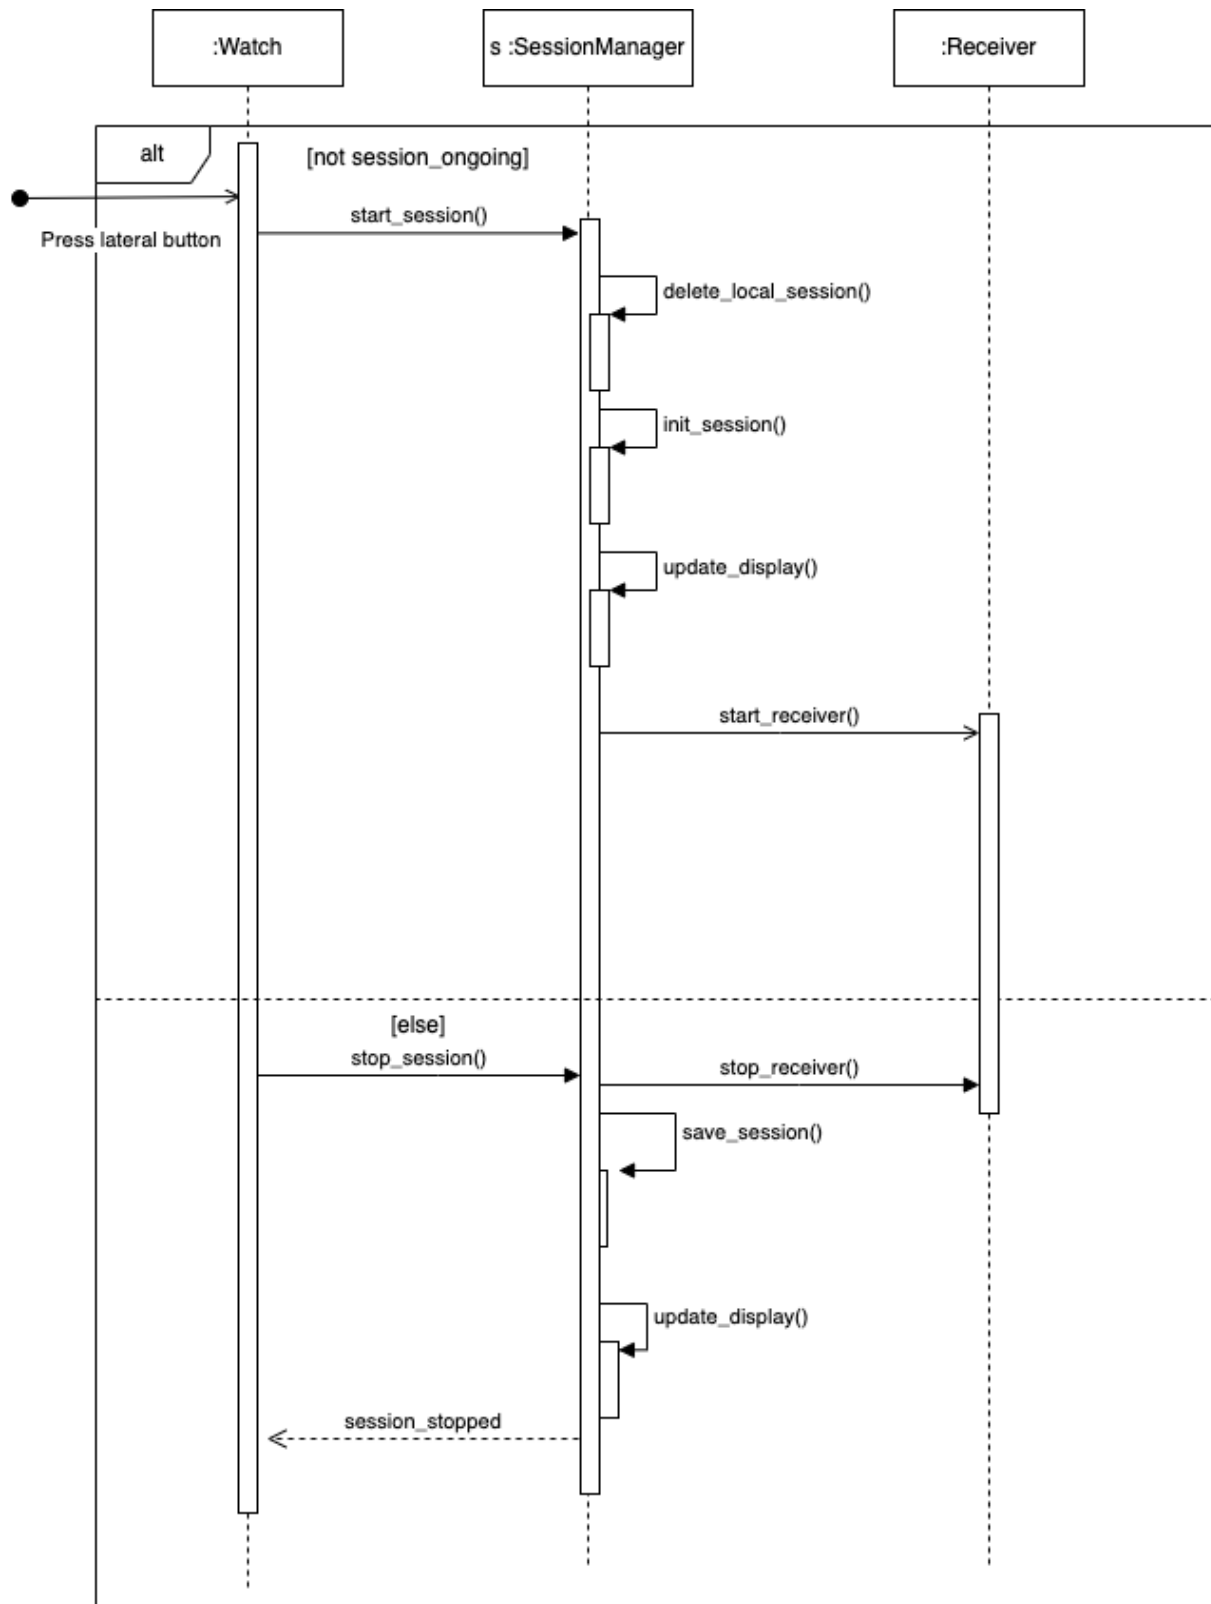 :Watch
s :SessionManager
:Receiver
alt
[not session_ongoing]
Press lateral button
start_session()
delete_local_session()
init_session()
update_display()
start_receiver()
[else]
stop_session()
stop_receiver()
save_session()
update_display()
session_stopped